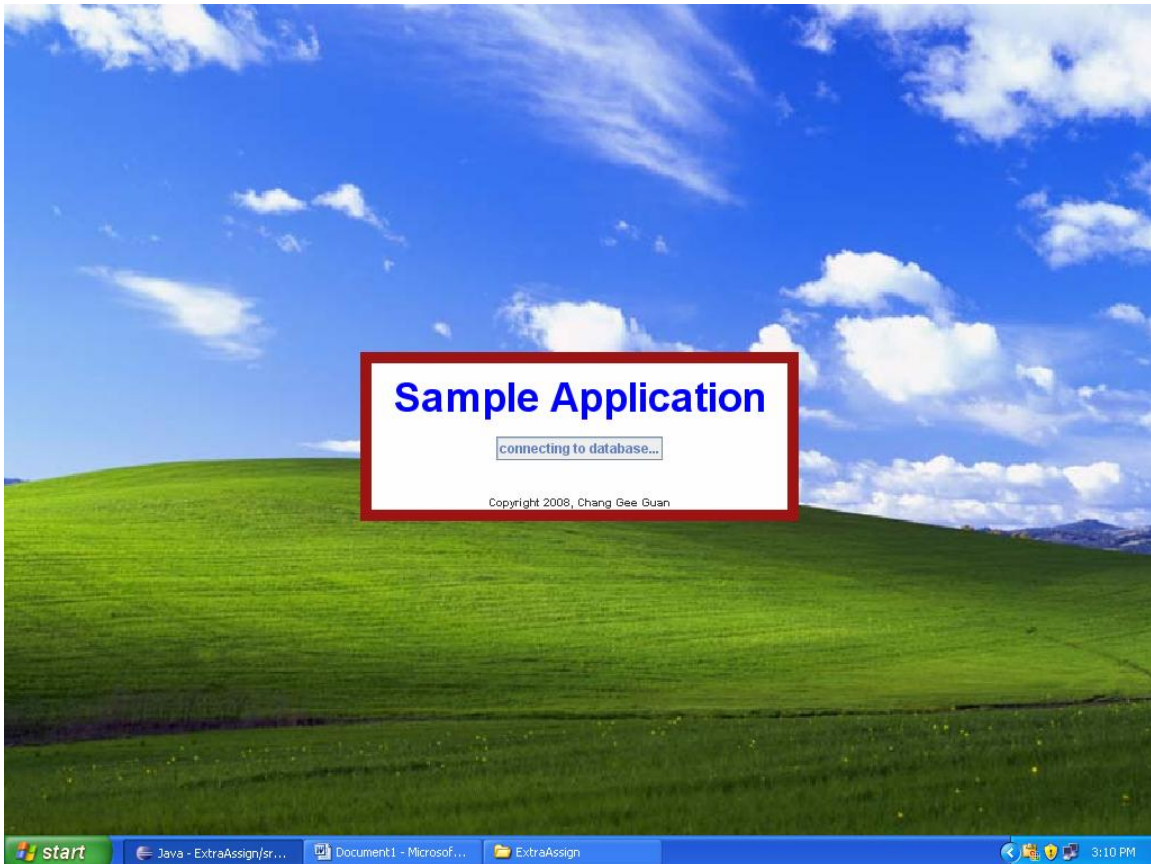 Sample Application
connecting to database...
Copyright 2008, Chang Gee Guan
start Java - ExtraAssign/sr... Document1 - Microsof... ExtraAssign 3:10 PM